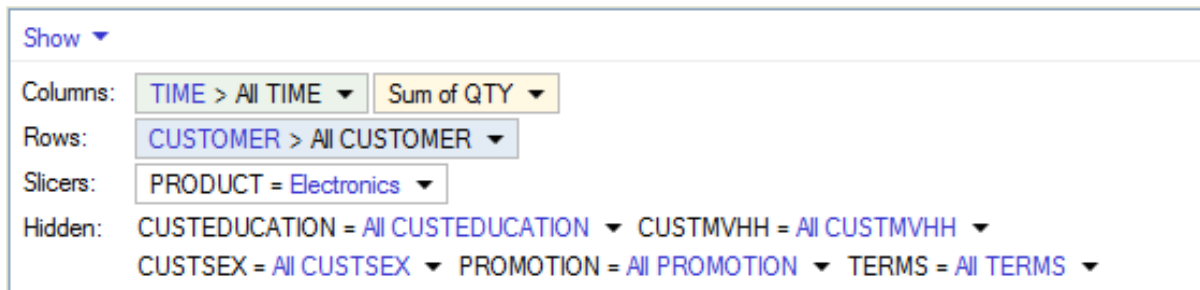 Show
Columns: TIME > All TIME Sum of QTY
Rows: CUSTOMER > All CUSTOMER
Slicers: PRODUCT = Electronics
Hidden: CUSTEDUCATION = All CUSTEDUCATION CUSTMVHH = All CUSTMVHH
CUSTSEX = All CUSTSEX PROMOTION = All PROMOTION TERMS = All TERMS